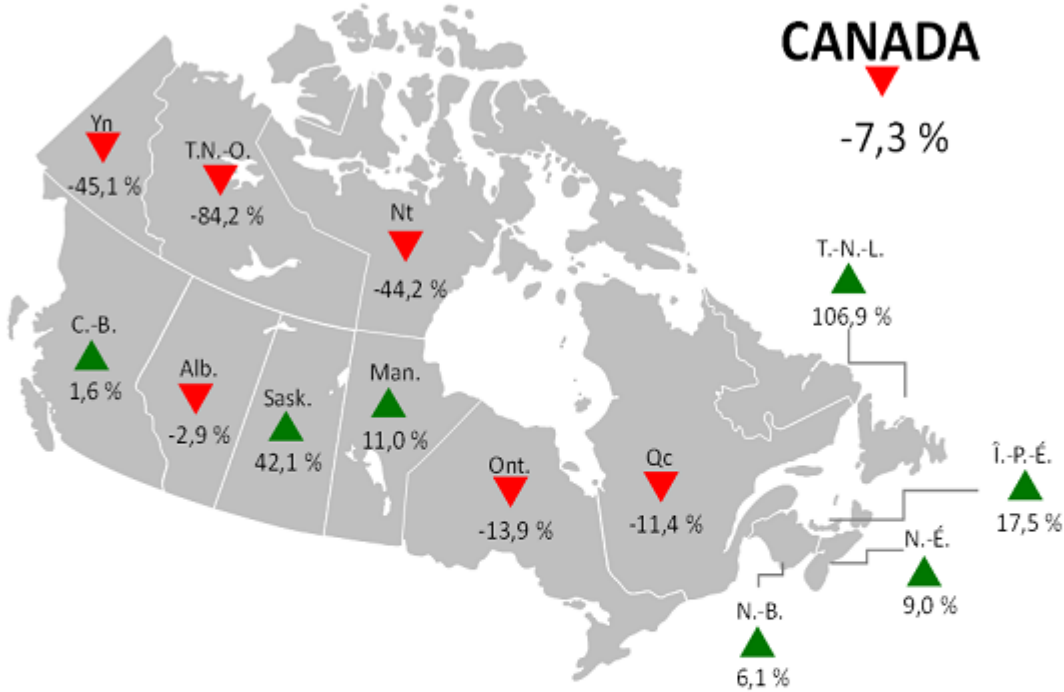 CANADA
-7,3 %
Yn
-45,1 %
T.N.-O.
-84,2 %
Nt
-44,2 %
T.-N.-L.
106,9 %
C.-B.
1,6 %
Alb.
-2,9 %
Sask.
42,1 %
Man.
11,0 %
Ont.
-13,9 %
Qc
-11,4 %
Î.-P.-É.
17,5 %
N.-É.
9,0 %
N.-B.
6,1 %